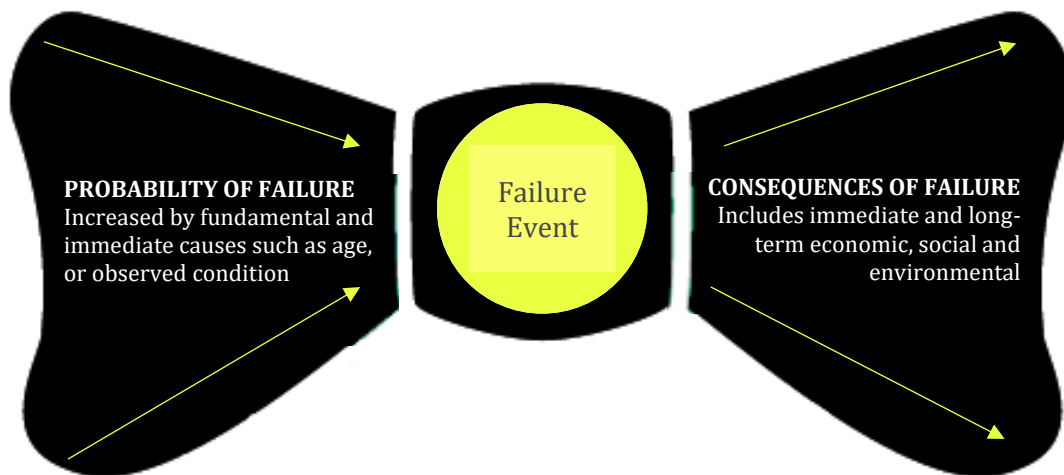 PROBABILITY OF FAILURE
Increased by fundamental and
immediate causes such as age,
or observed condition
Failure
Event
CONSEQUENCES OF FAILURE
Includes immediate and long-
term economic, social and
environmental